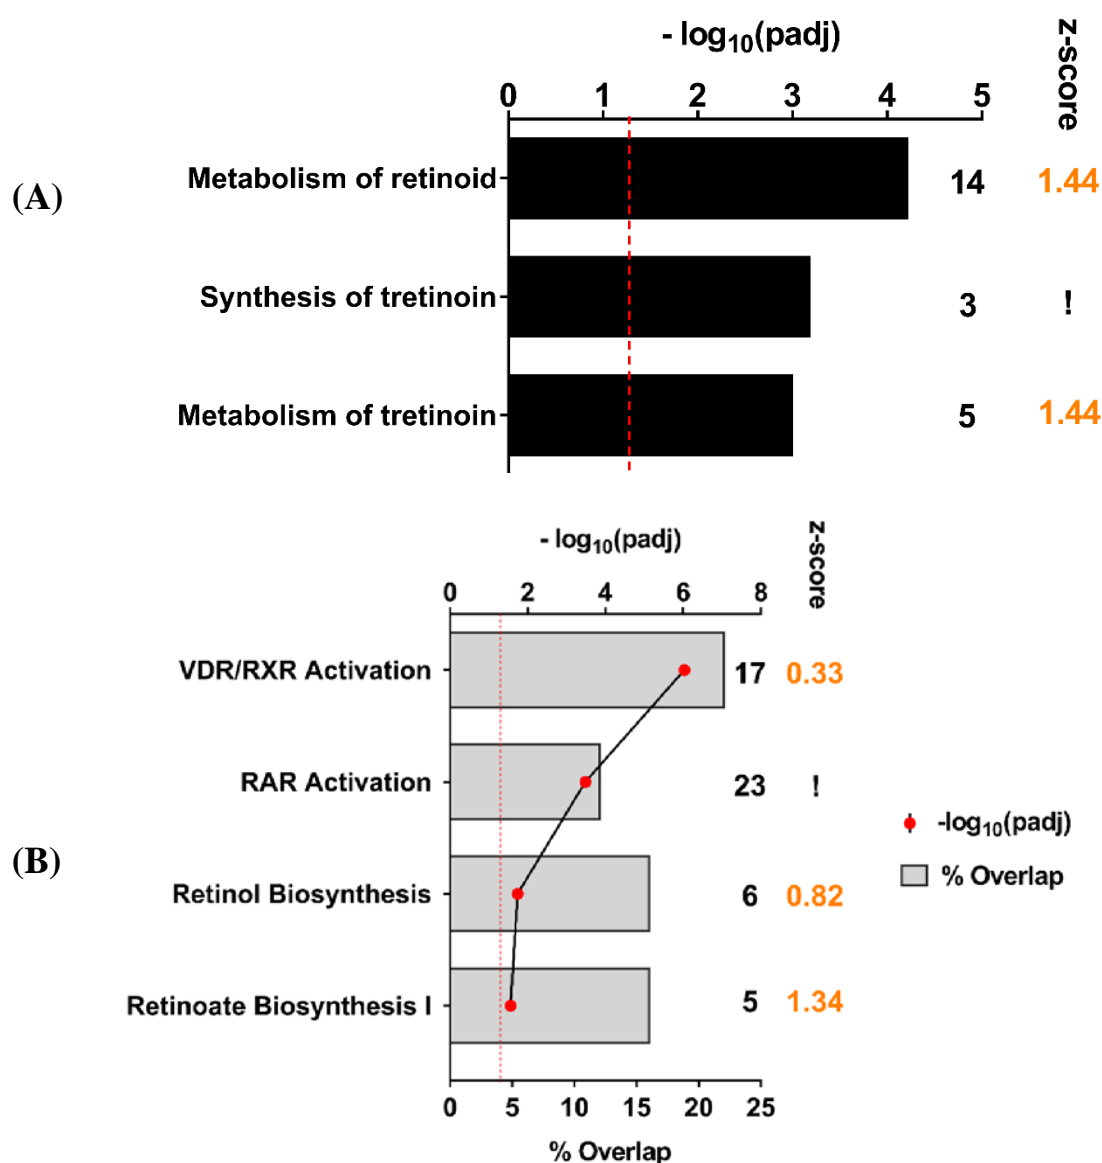 - log10(padj)
z-score
0 1 2 3 4 5
(A)
Metabolism of retinoid 14 1.44
Synthesis of tretinoin 3 !
Metabolism of tretinoin 5 1.44
- log10(padj)
z-score
0 2 4 6 8
VDR/RXR Activation 17 0.33
RAR Activation 23 !
-log10(padj)
(B)
% Overlap
Retinol Biosynthesis 6 0.82
Retinoate Biosynthesis I 5 1.34
0 5 10 15 20 25
% Overlap